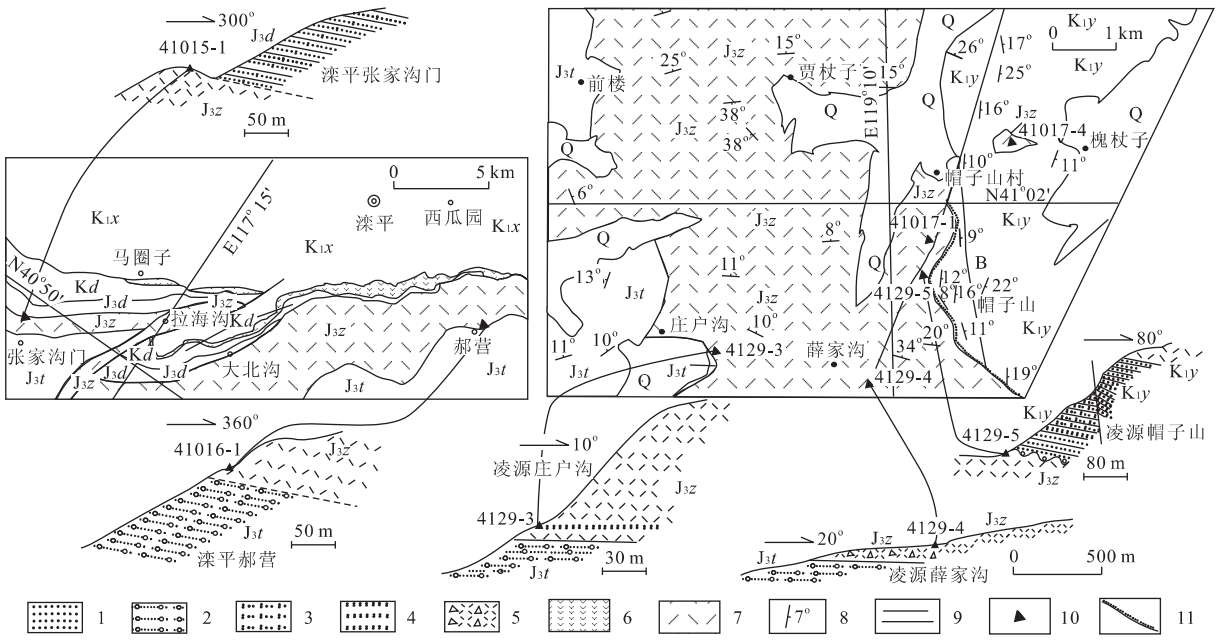 300°
J₃d
41015-1
滦平张家沟门
J₃z
50 m
0 5 km
E117°15′
K₁x
滦平
西瓜园
K₁x
马圈子
K₁x
N40°50′
Kd
J₃d
J₃z
J₃z
拉海沟
Kd
J₃z
郝营
张家沟门
Kd
J₃d
大北沟
J₃t
J₃z
J₃d
J₃t
J₃t
K₁y
15°
J₃z
26°
17°
0 1 km
J₃t
25°
贾杖子
15°
K₁y
25°
前楼
E119°10′
Q
16°
J₃z
Q
38°
Q
41017-4
J₃z
38°
槐杖子
Q
11°
10°
帽子山村
6°
J₃z
N41°02′
J₃z
K₁y
Q
41017-1
8°
9°
13°
11°
Q
12°
B
J₃t
4129-5
8°
16°
22°
J₃z
帽子山
庄户沟
10°
20°
11°
K₁y
11°
10°
4129-3
薛家沟
34°
J₃t
4129-4
19°
Q
80°
K₁y
K₁y
K₁y
4129-5
凌源帽子山
J₃z
80 m
360°
41016-1
J₃z
J₃t
50 m
滦平郝营
10°
凌源庄户沟
J₃z
4129-3
J₃t
30 m
20°
4129-4
J₃z
J₃t
J₃z
0 500 m
凌源薛家沟
1 2 3 4 5 6 7 7° 8 9 10 11